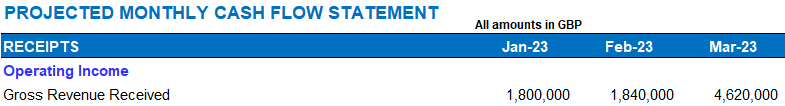 PROJECTED MONTHLY CASH FLOW STATEMENT
All amounts in GBP
RECEIPTS Jan-23 Feb-23 Mar-23
Operating Income
Gross Revenue Received 1,800,000 1,840,000 4,620,000